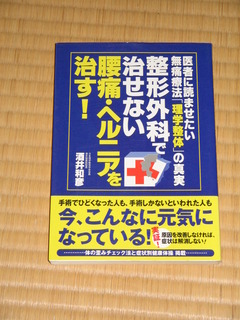 医者に読ませたい
無痛療法「理学整体」の真実
整形外科で
治せない
腰痛・ヘルニアを
治す!
酒井和彦
手術でひどくなった人も、手術しかないといわれた人も
今、こんなに元気に
なっている!
原因を改善しなければ、
症状は解消しない!
体の歪みチェック法と症状別健康体操 掲載